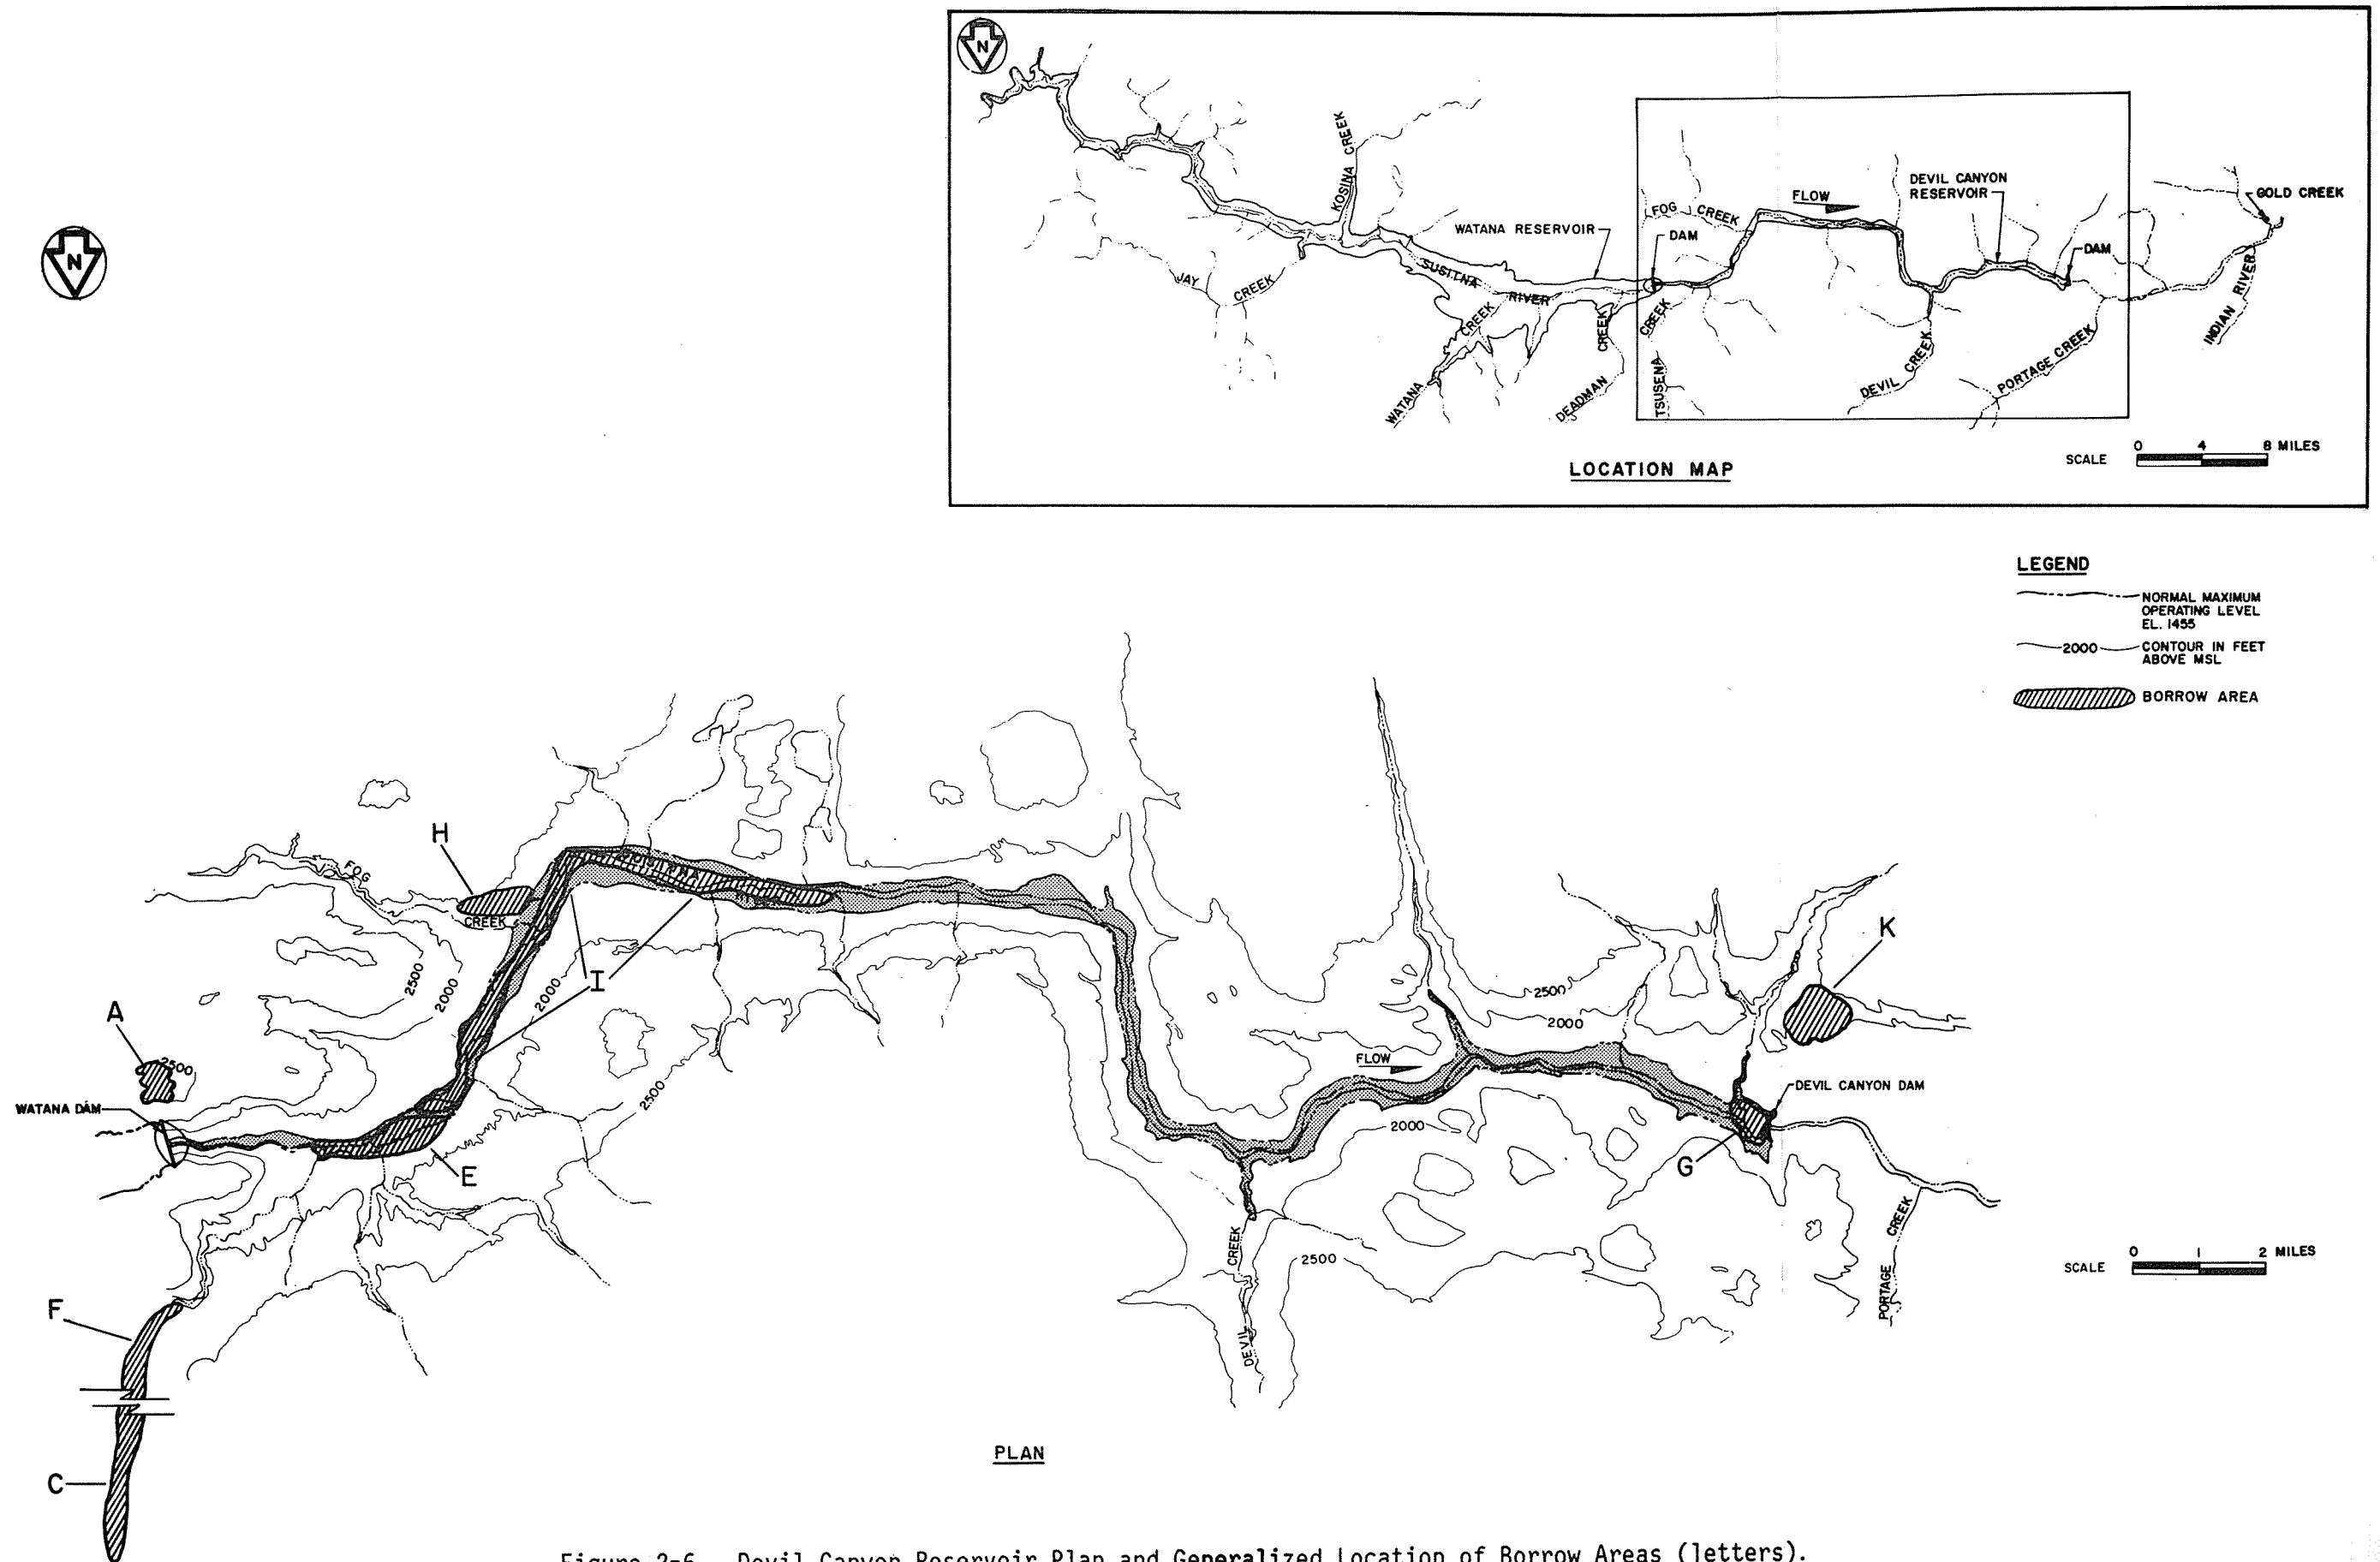 N
KOSINA CREEK
DEVIL CANYON
RESERVOIR
GOLD CREEK
FLOW
FOG CREEK
WATANA RESERVOIR
DAM
DAM
SUSITNA RIVER
JAY CREEK
INDIAN RIVER
WATANA CREEK
DEADMAN CREEK
TSUSENA CREEK
DEVIL CREEK
PORTAGE CREEK
0 4 8 MILES
SCALE
LOCATION MAP
N
LEGEND
NORMAL MAXIMUM
OPERATING LEVEL
EL. 1455
2000
CONTOUR IN FEET
ABOVE MSL
BORROW AREA
H
FOG
SUSITNA
CREEK
K
2500
2000
2000
I
2500
2000
A
2500
2500
FLOW
WATANA DAM
DEVIL CANYON DAM
2000
E
G
CREEK
DEVIL
2500
PORTAGE
CREEK
0 1 2 MILES
SCALE
F
C
PLAN
Figure 2-6. Devil Canyon Reservoir Plan and Generalized Location of Borrow Areas (letters).